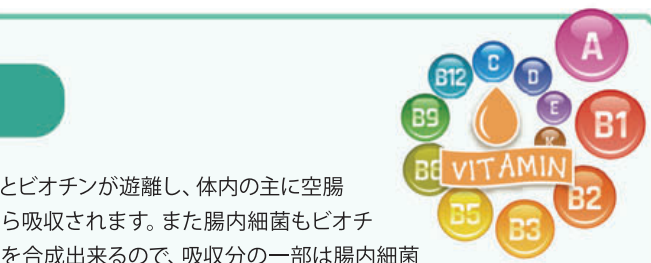 A
C
B12
D
B9
E
B1
K
とビオチンが遊離し、体内の主に空腸
B6
VITAMIN
B2
ら吸収されます。また腸内細菌もビオチ
B5
B3
を合成出来るので、吸収分の一部は腸内細菌